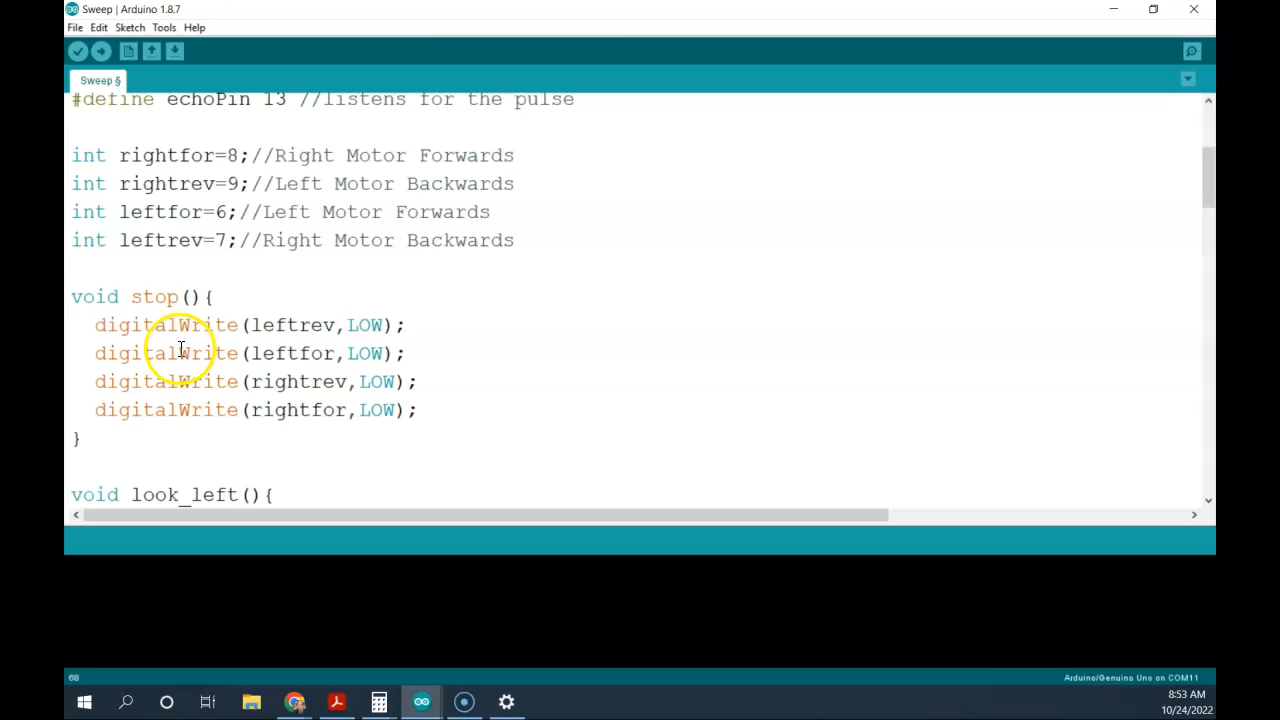 Sweep | Arduino 1.8.7
File Edit Sketch Tools Help
Sweep §
#define echoPin 13 //listens for the pulse
int rightfor=8;//Right Motor Forwards
int rightrev=9;//Left Motor Backwards
int leftfor=6;//Left Motor Forwards
int leftrev=7;//Right Motor Backwards
void stop(){
digitalWrite(leftrev,LOW);
digitalWrite(leftfor,LOW);
digitalWrite(rightrev,LOW);
digitalWrite(rightfor,LOW);
}
void look_left(){
68
Arduino/Genuino Uno on COM11
8:53 AM
10/24/2022